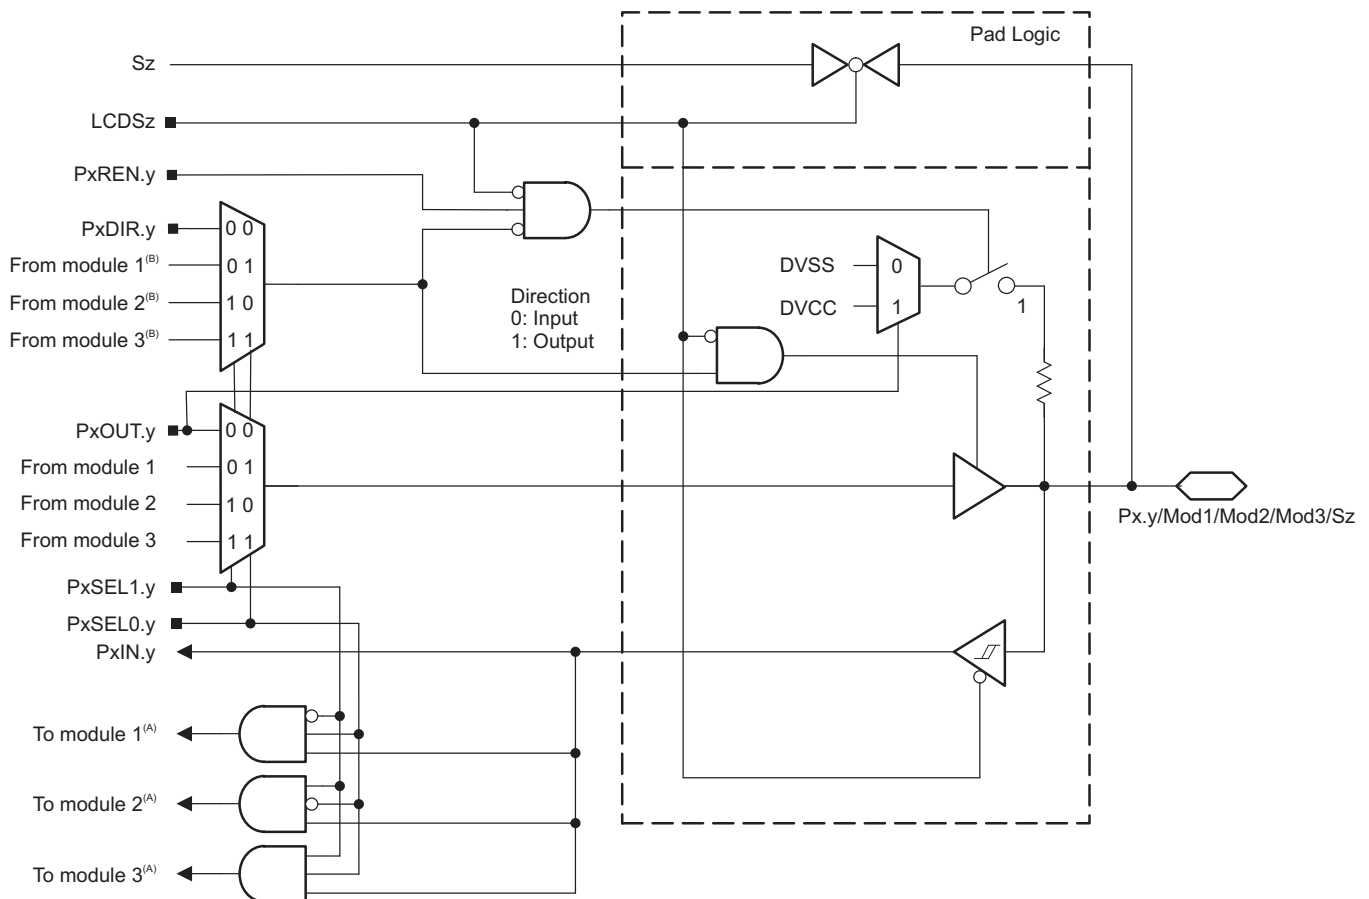 Pad Logic
Sz
LCDSz
PxREN.y
PxDIR.y
0 0
From module 1(B)
0 1
From module 2(B)
1 0
From module 3(B)
1 1
Direction
0: Input
1: Output
DVSS
0
DVCC
1
1
PxOUT.y
0 0
From module 1
0 1
From module 2
1 0
From module 3
1 1
Px.y/Mod1/Mod2/Mod3/Sz
PxSEL1.y
PxSEL0.y
PxIN.y
To module 1(A)
To module 2(A)
To module 3(A)